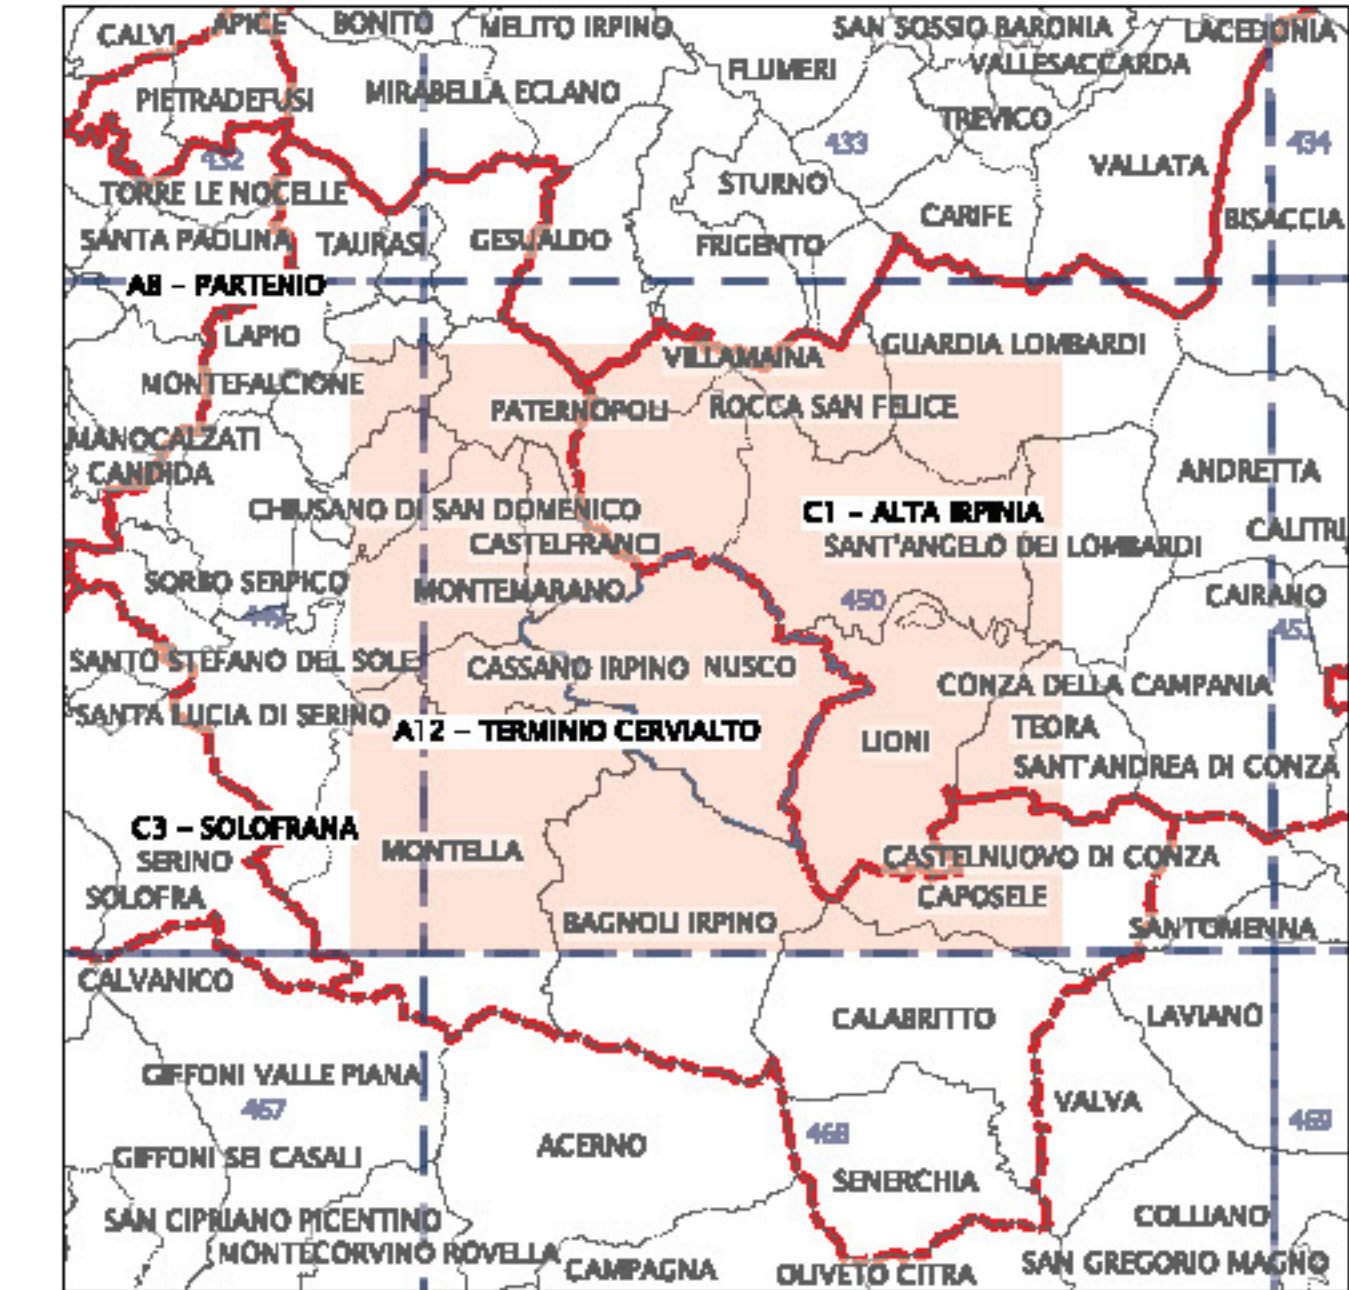 CALVI
APICE
BONITO
MELITO IRPINO
SAN SOSSIO BARONIA
LACEDONIA
FLUMERI
VALLESACCARDA
PIETRADEFUSI
MIRABELLA ECLANO
TREVICO
433
434
432
VALLATA
TORRE LE NOCELLE
STURNO
CARIFE
BISACCIA
SANTA PAOLINA
TAURASI
GESUALDO
FRIGENTO
A8 - PARTENIO
LAPIO
VILLAMAINA
GUARDIA LOMBARDI
MONTEFALCIONE
PATERNOPOLI
ROCCA SAN FELICE
MANOCALZATI
CANDIDA
ANDRETTA
CHIUSANO DI SAN DOMENICO
C1 - ALTA IRPINIA
CALITRI
CASTELFRANCI
SANT'ANGELO DEI LOMBARDI
SORBO SERPICO
MONTEMARANO
450
CAIRANO
449
SANTO STEFANO DEL SOLE
CASSANO IRPINO
NUSCO
CONZA DELLA CAMPANIA
SANTA LUCIA DI SERINO
A12 - TERMINIO CERVIALTO
LIONI
TEORA
SANT'ANDREA DI CONZA
C3 - SOLOFRANA
SERINO
MONTELLA
CASTELNUOVO DI CONZA
SOLOFRA
CAPOSELE
BAGNOLI IRPINO
SANTOMENNA
CALVANICO
CALABRITTO
LAVIANO
GIFFONI VALLE PIANA
VALVA
467
468
469
GIFFONI SEI CASALI
ACERNO
SENERCHIA
SAN CIPRIANO PICENTINO
COLLIANO
MONTECORVINO ROVELLA
CAMPAGNA
OLIVETO CITRA
SAN GREGORIO MAGNO